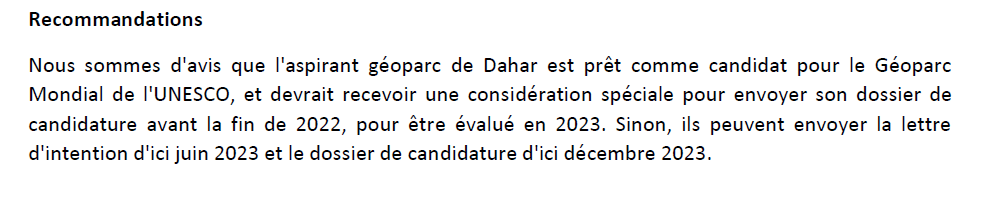 Recommandations
Nous sommes d'avis que l'aspirant géoparc de Dahar est prêt comme candidat pour le Géoparc
Mondial de l'UNESCO, et devrait recevoir une considération spéciale pour envoyer son dossier de
candidature avant la fin de 2022, pour être évalué en 2023. Sinon, ils peuvent envoyer la lettre
d'intention d'ici juin 2023 et le dossier de candidature d'ici décembre 2023.